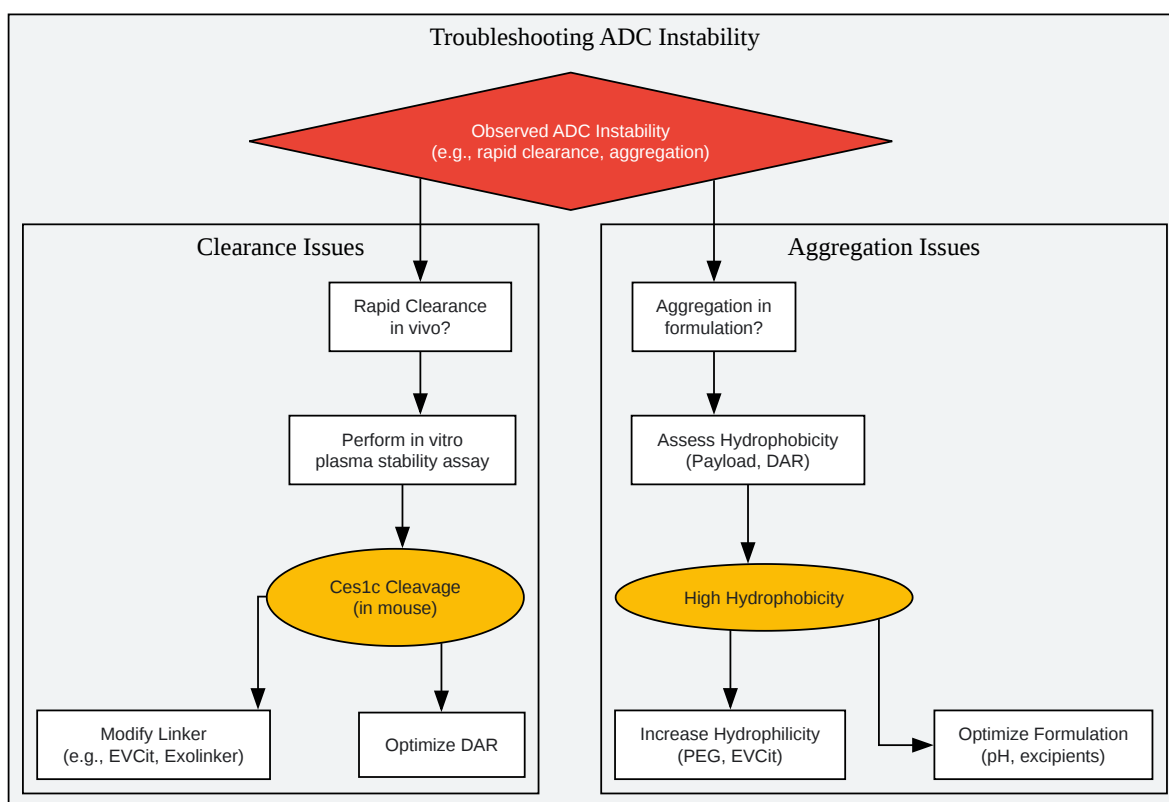 Troubleshooting ADC Instability
Observed ADC Instability
(e.g., rapid clearance, aggregation)
Clearance Issues
Rapid Clearance
in vivo?
Perform in vitro
plasma stability assay
Ces1c Cleavage
(in mouse)
Modify Linker
(e.g., EVCit, Exolinker)
Optimize DAR
Aggregation Issues
Aggregation in
formulation?
Assess Hydrophobicity
(Payload, DAR)
High Hydrophobicity
Increase Hydrophilicity
(PEG, EVCit)
Optimize Formulation
(pH, excipients)